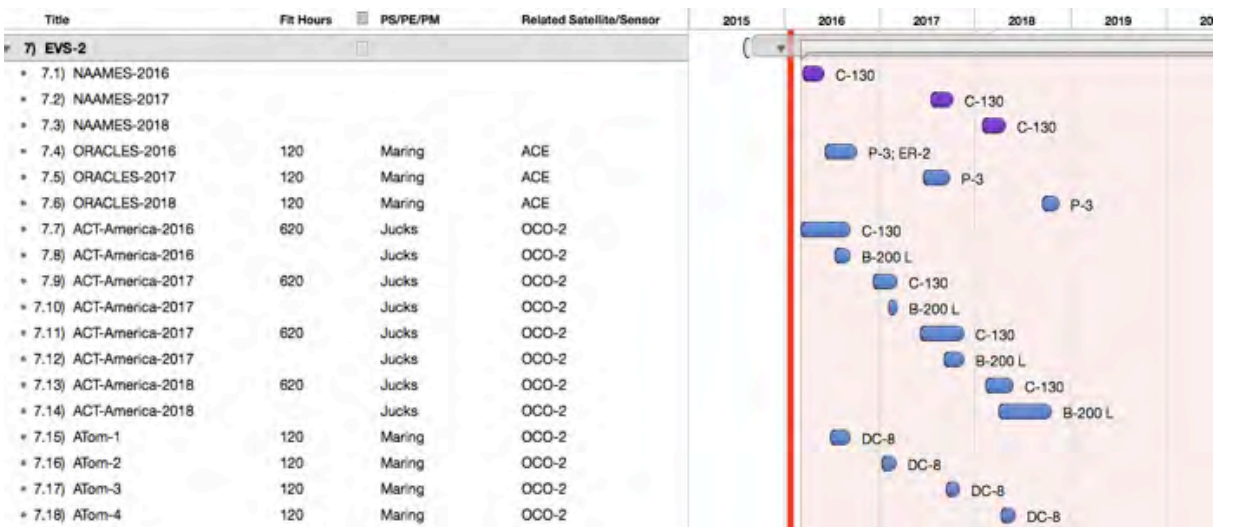 Title Flt Hours PS/PE/PM Related Satellite/Sensor 2015 2016 2017 2018 2019 20
7) EVS-2
7.1) NAAMES-2016 C-130
7.2) NAAMES-2017 C-130
7.3) NAAMES-2018 C-130
7.4) ORACLES-2016 120 Maring ACE P-3; ER-2
7.5) ORACLES-2017 120 Maring ACE P-3
7.6) ORACLES-2018 120 Maring ACE P-3
7.7) ACT-America-2016 620 Jucks OCO-2 C-130
7.8) ACT-America-2016 Jucks OCO-2 B-200 L
7.9) ACT-America-2017 620 Jucks OCO-2 C-130
7.10) ACT-America-2017 Jucks OCO-2 B-200 L
7.11) ACT-America-2017 620 Jucks OCO-2 C-130
7.12) ACT-America-2017 Jucks OCO-2 B-200 L
7.13) ACT-America-2018 620 Jucks OCO-2 C-130
7.14) ACT-America-2018 Jucks OCO-2 B-200 L
7.15) ATom-1 120 Maring OCO-2 DC-8
7.16) ATom-2 120 Maring OCO-2 DC-8
7.17) ATom-3 120 Maring OCO-2 DC-8
7.18) ATom-4 120 Maring OCO-2 DC-8